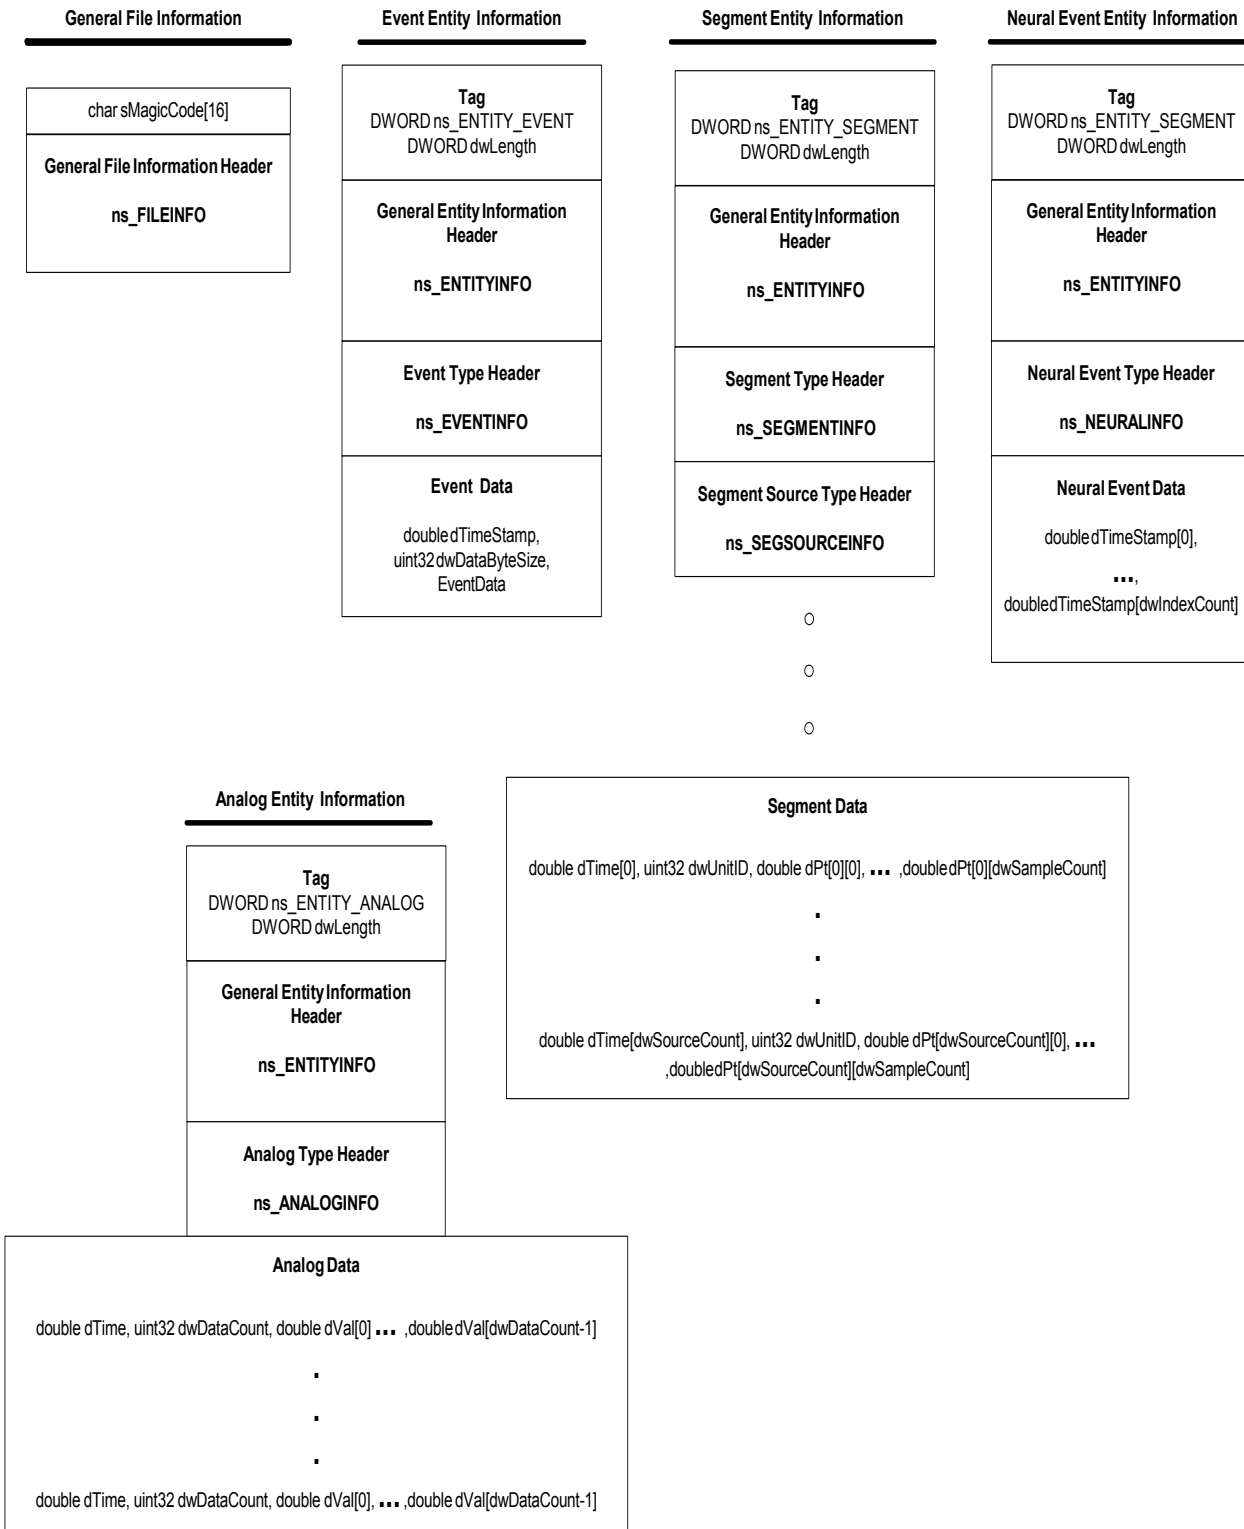 General File Information
char sMagicCode[16]
General File Information Header
ns_FILEINFO
Event Entity Information
Tag
DWORD ns_ENTITY_EVENT
DWORD dwLength
General Entity Information
Header
ns_ENTITYINFO
Event Type Header
ns_EVENTINFO
Event Data
double dTimeStamp,
uint32 dwDataByteSize,
EventData
Segment Entity Information
Tag
DWORD ns_ENTITY_SEGMENT
DWORD dwLength
General Entity Information
Header
ns_ENTITYINFO
Segment Type Header
ns_SEGMENTINFO
Segment Source Type Header
ns_SEGSOURCEINFO
Neural Event Entity Information
Tag
DWORD ns_ENTITY_SEGMENT
DWORD dwLength
General Entity Information
Header
ns_ENTITYINFO
Neural Event Type Header
ns_NEURALINFO
Neural Event Data
double dTimeStamp[0],
...,
double dTimeStamp[dwIndexCount]
Segment Data
double dTime[0], uint32 dwUnitID, double dPt[0][0], ... ,double dPt[0][dwSampleCount]
.
.
.
double dTime[dwSourceCount], uint32 dwUnitID, double dPt[dwSourceCount][0], ...
,double dPt[dwSourceCount][dwSampleCount]
Analog Entity Information
Tag
DWORD ns_ENTITY_ANALOG
DWORD dwLength
General Entity Information
Header
ns_ENTITYINFO
Analog Type Header
ns_ANALOGINFO
Analog Data
double dTime, uint32 dwDataCount, double dVal[0] ... ,double dVal[dwDataCount-1]
.
.
.
double dTime, uint32 dwDataCount, double dVal[0], ... ,double dVal[dwDataCount-1]